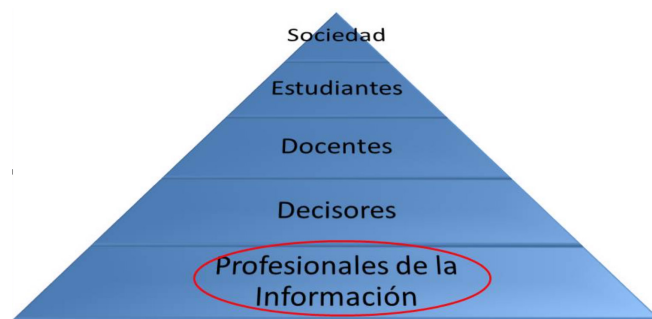 Sociedad
Estudiantes
Docentes
Decisores
Profesionales de la
Información